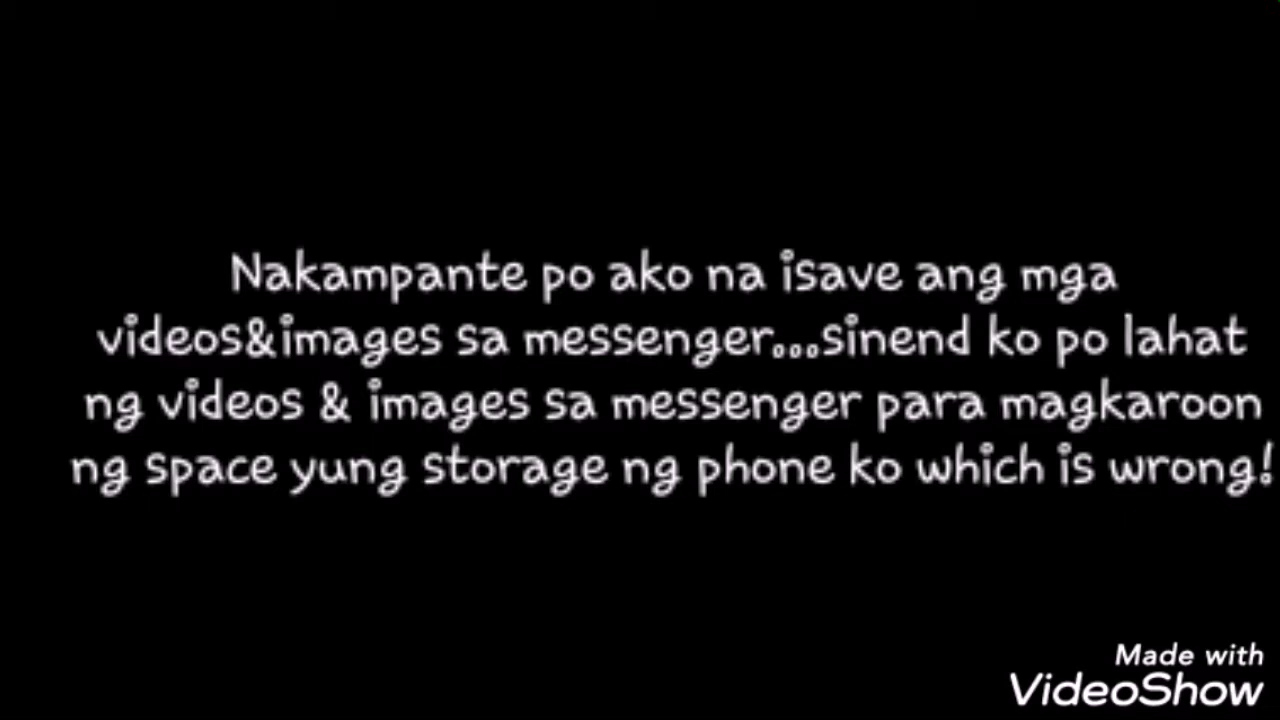 Nakampante po ako na isave ang mga
videos&images sa messenger...sinend ko po lahat
ng videos & images sa messenger para magkaroon
ng space yung storage ng phone ko which is wrong!
Made with
VideoShow